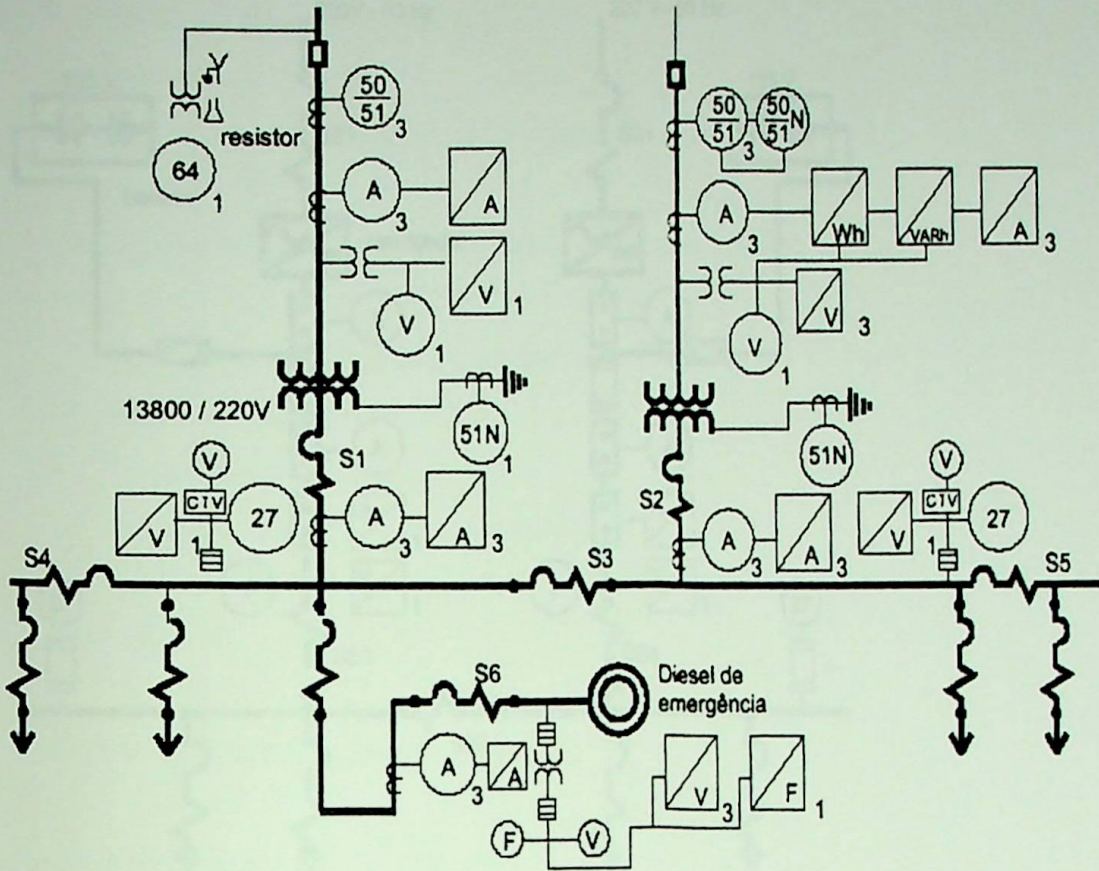 50
51
3
resistor
64
1
A
3
A
V
1
V
1
13800 / 220V
51N
1
S1
V
CTV
27
V
1
A
3
A
3
50
51
3
50
51
N
A
3
Wh
VARh
A
3
V
3
V
1
51N
S2
A
3
A
3
V
CTV
27
V
1
S4
S3
S5
S6
Diesel de
emergência
A
3
A
V
3
F
1
F
V